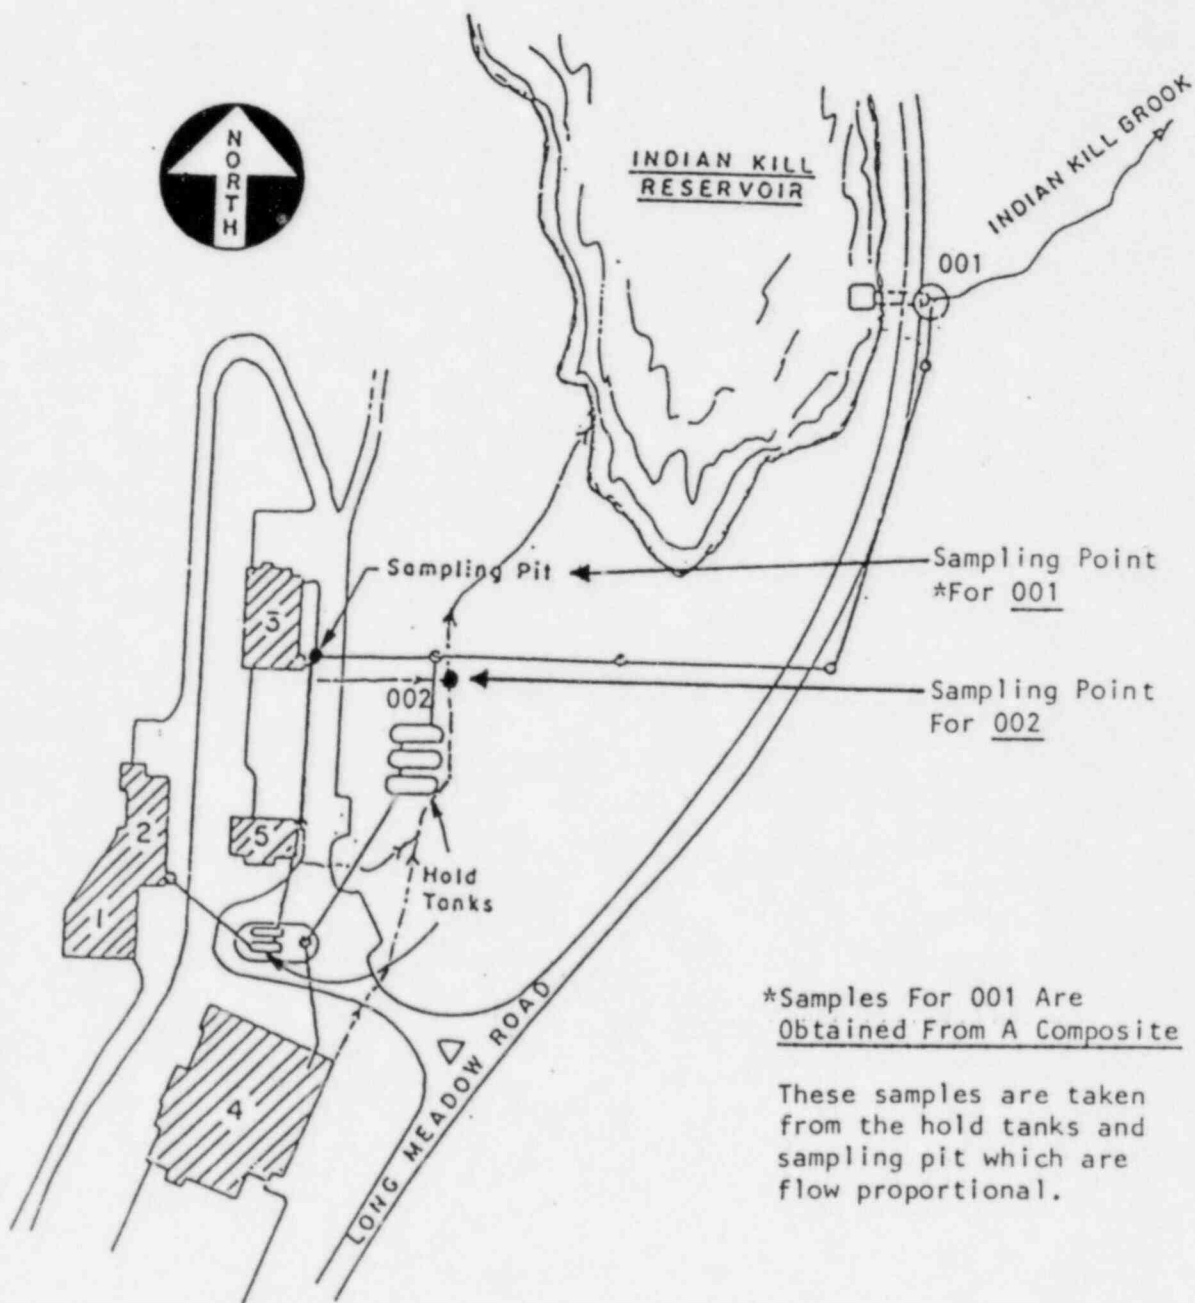 NORTH
INDIAN KILL
RESERVOIR
INDIAN KILL GROOK
001
Sampling Pit
Sampling Point
*For 001
3
002
Sampling Point
For 002
2
5
1
Hold
Tanks
4
LONG MEADOW ROAD
*Samples For 001 Are
Obtained From A Composite
These samples are taken
from the hold tanks and
sampling pit which are
flow proportional.